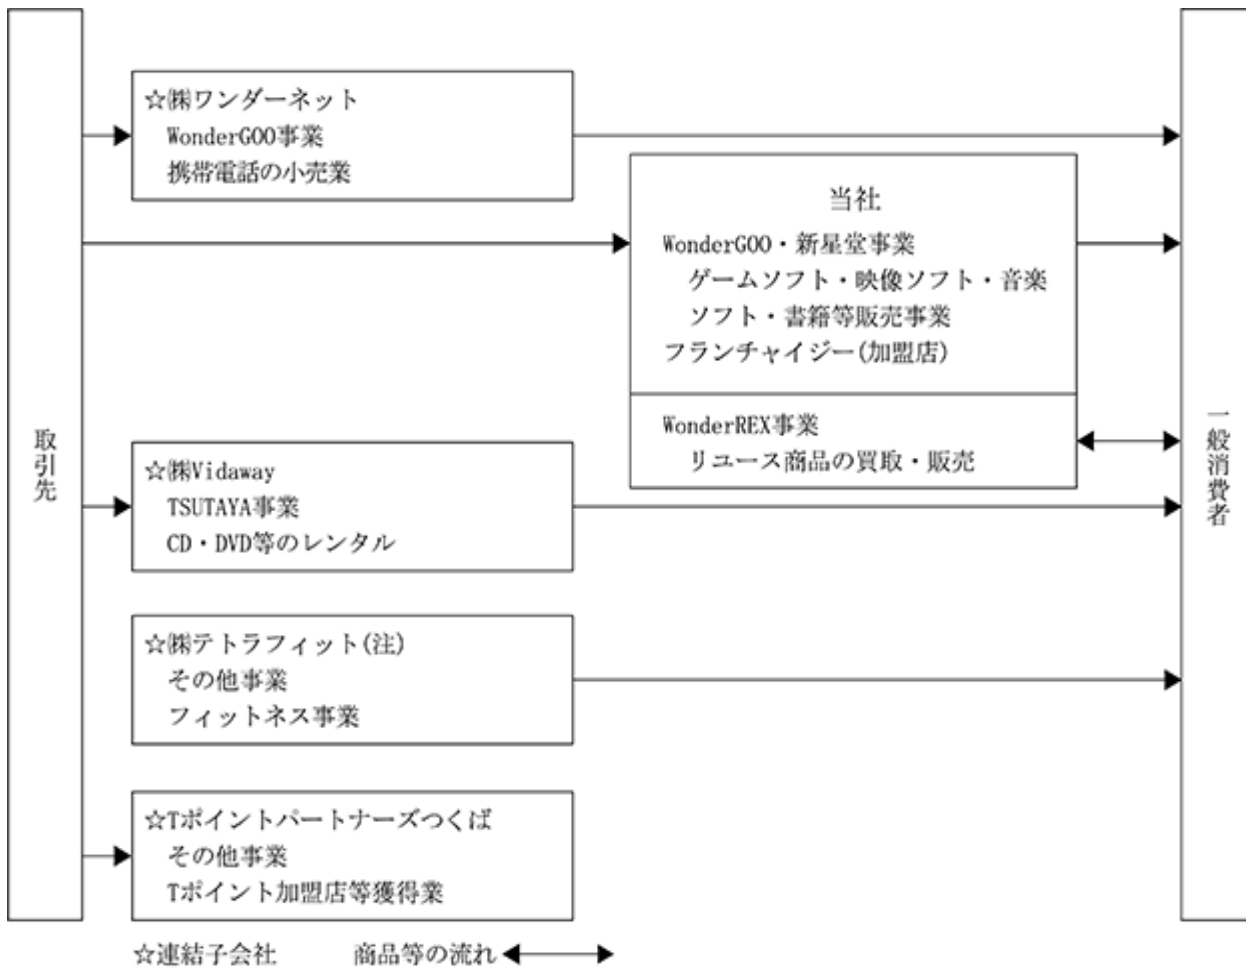 取引先
☆㈱ワンダーネット
WonderGOO事業
携帯電話の小売業
当社
WonderGOO・新星堂事業
ゲームソフト・映像ソフト・音楽
ソフト・書籍等販売事業
フランチャイジー(加盟店)
WonderREX事業
リユース商品の買取・販売
☆㈱Vidaway
TSUTAYA事業
CD・DVD等のレンタル
☆㈱テトラフィット(注)
その他事業
フィットネス事業
☆Tポイントパートナーズつくば
その他事業
Tポイント加盟店等獲得業
一般消費者
☆連結子会社 商品等の流れ